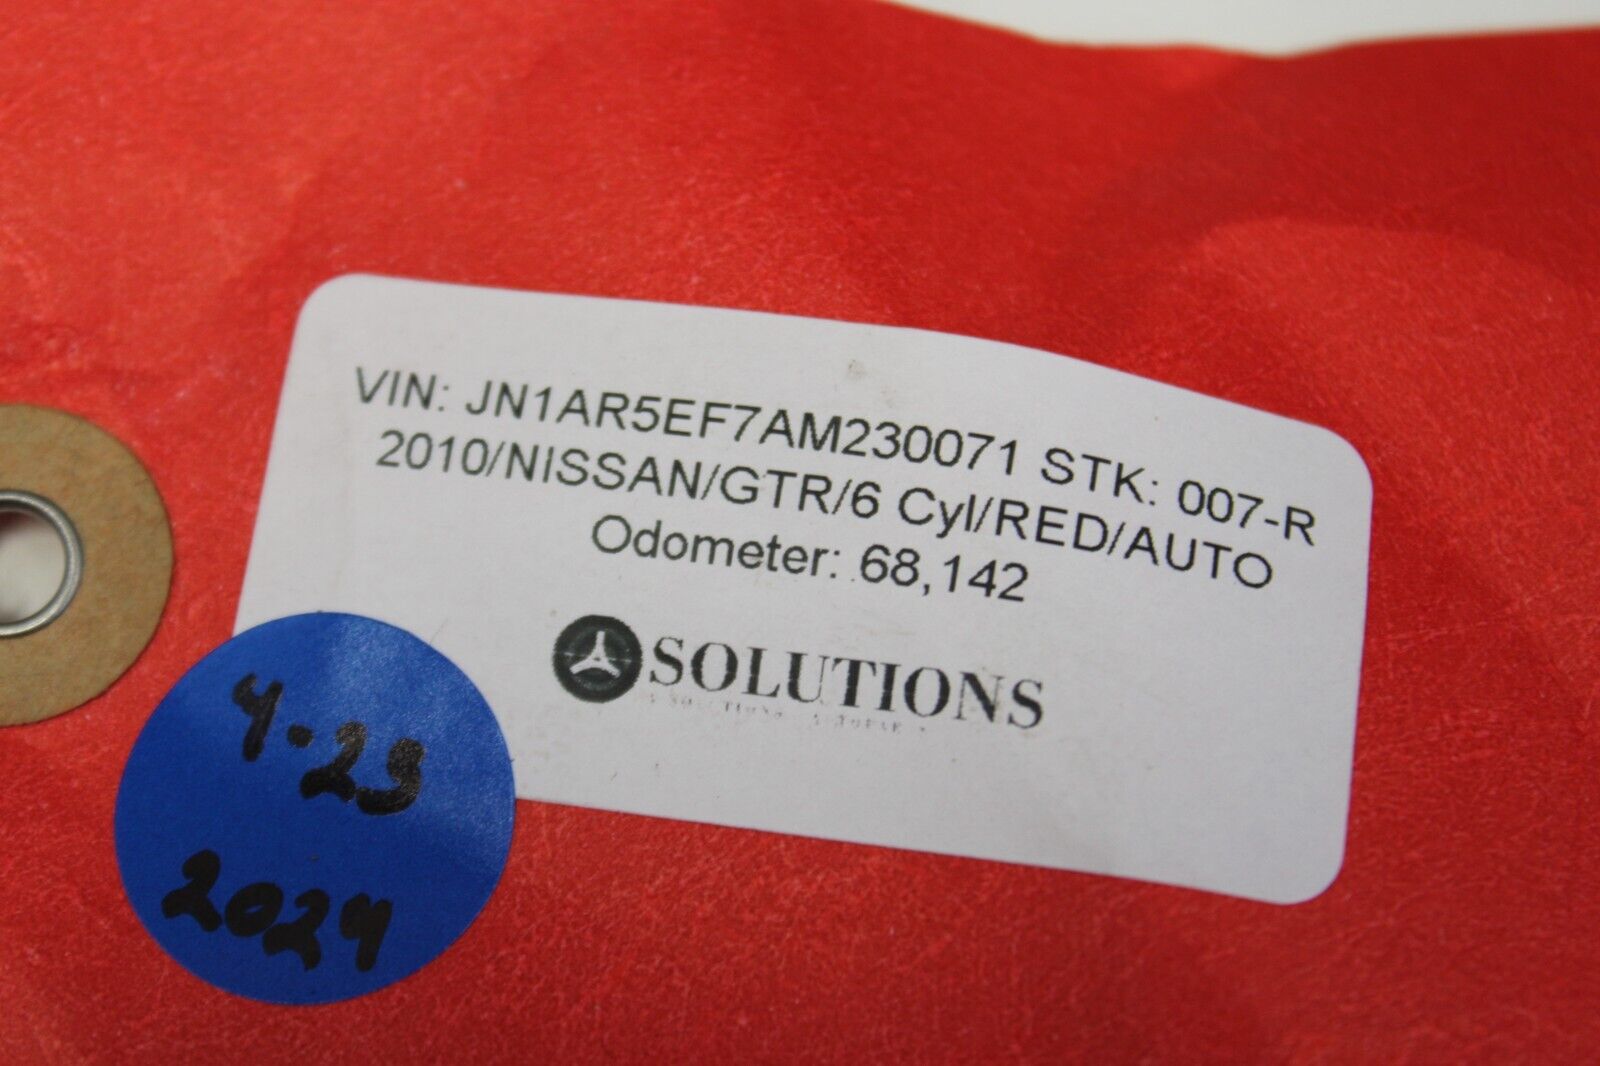 VIN: JN1AR5EF7AM230071 STK: 007-R
2010/NISSAN/GTR/6 Cyl/RED/AUTO
Odometer: 68,142
SOLUTIONS
4-23
2024